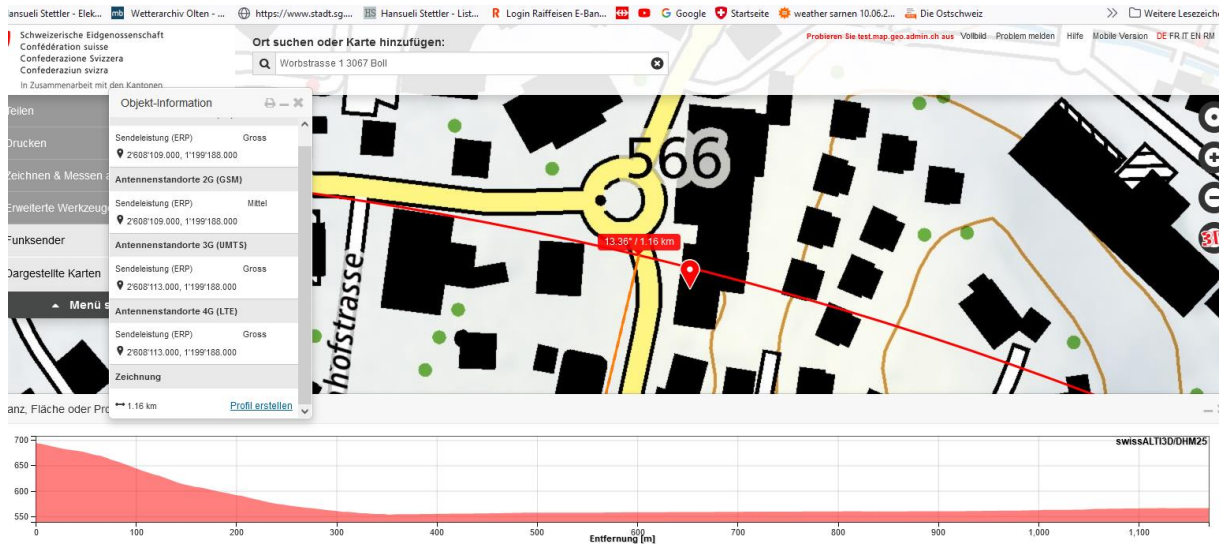 ansueli Stettler - Elek... mb Wetterarchiv Olten - ... https://www.stadt.sg.... HS Hansueli Stettler - List... R Login Raiffeisen E-Ban... G Google Startseite weather sarnen 10.06.2... Die Ostschweiz Weitere Lesezeiche
Schweizerische Eidgenossenschaft
Confédération suisse
Confederazione Svizzera
Confederaziun svizra
In Zusammenarbeit mit den Kantonen
Ort suchen oder Karte hinzufügen:
Worbstrasse 1 3067 Boll
Probieren Sie test.map.geo.admin.ch aus Vollbild Problem melden Hilfe Mobile Version DE FR IT EN RM
Teilen
Drucken
Zeichnen & Messen a
Erweiterte Werkzeug
Funksender
Dargestellte Karten
Menü s
Objekt-Information
Sendeleistung (ERP) Gross
2'608'109.000, 1'199'188.000
Antennenstandorte 2G (GSM)
Sendeleistung (ERP) Mittel
2'608'109.000, 1'199'188.000
Antennenstandorte 3G (UMTS)
Sendeleistung (ERP) Gross
2'608'113.000, 1'199'188.000
Antennenstandorte 4G (LTE)
Sendeleistung (ERP) Gross
2'608'113.000, 1'199'188.000
Zeichnung
1.16 km Profil erstellen
566
13.36° / 1.16 km
hofstrasse
3D
anz, Fläche oder Pro
swissALTI3D/DHM25
700
650
600
550
0 100 200 300 400 500 600 700 800 900 1,000 1,100
Entfernung [m]